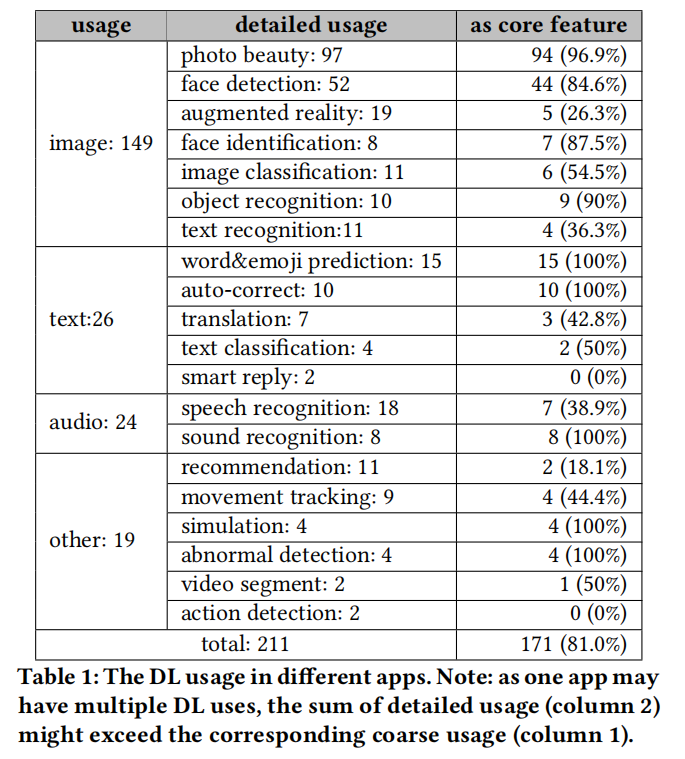 usage detailed usage as core feature
image: 149
photo beauty: 97 94 (96.9%)
face detection: 52 44 (84.6%)
augmented reality: 19 5 (26.3%)
face identification: 8 7 (87.5%)
image classification: 11 6 (54.5%)
object recognition: 10 9 (90%)
text recognition:11 4 (36.3%)
text:26
word&emoji prediction: 15 15 (100%)
auto-correct: 10 10 (100%)
translation: 7 3 (42.8%)
text classification: 4 2 (50%)
smart reply: 2 0 (0%)
audio: 24
speech recognition: 18 7 (38.9%)
sound recognition: 8 8 (100%)
other: 19
recommendation: 11 2 (18.1%)
movement tracking: 9 4 (44.4%)
simulation: 4 4 (100%)
abnormal detection: 4 4 (100%)
video segment: 2 1 (50%)
action detection: 2 0 (0%)
total: 211 171 (81.0%)
Table 1: The DL usage in different apps. Note: as one app may
have multiple DL uses, the sum of detailed usage (column 2)
might exceed the corresponding coarse usage (column 1).